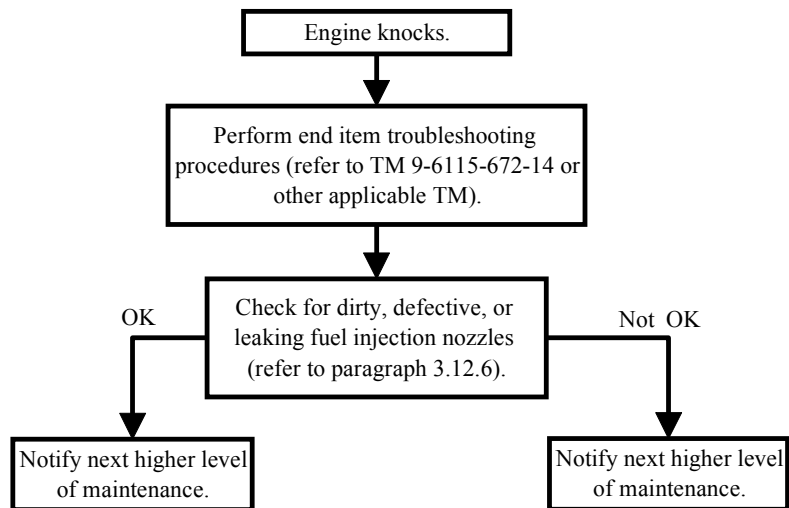 Engine knocks.
Perform end item troubleshooting
procedures (refer to TM 9-6115-672-14 or
other applicable TM).
Check for dirty, defective, or
leaking fuel injection nozzles
(refer to paragraph 3.12.6).
OK
Not OK
Notify next higher level
of maintenance.
Notify next higher level
of maintenance.